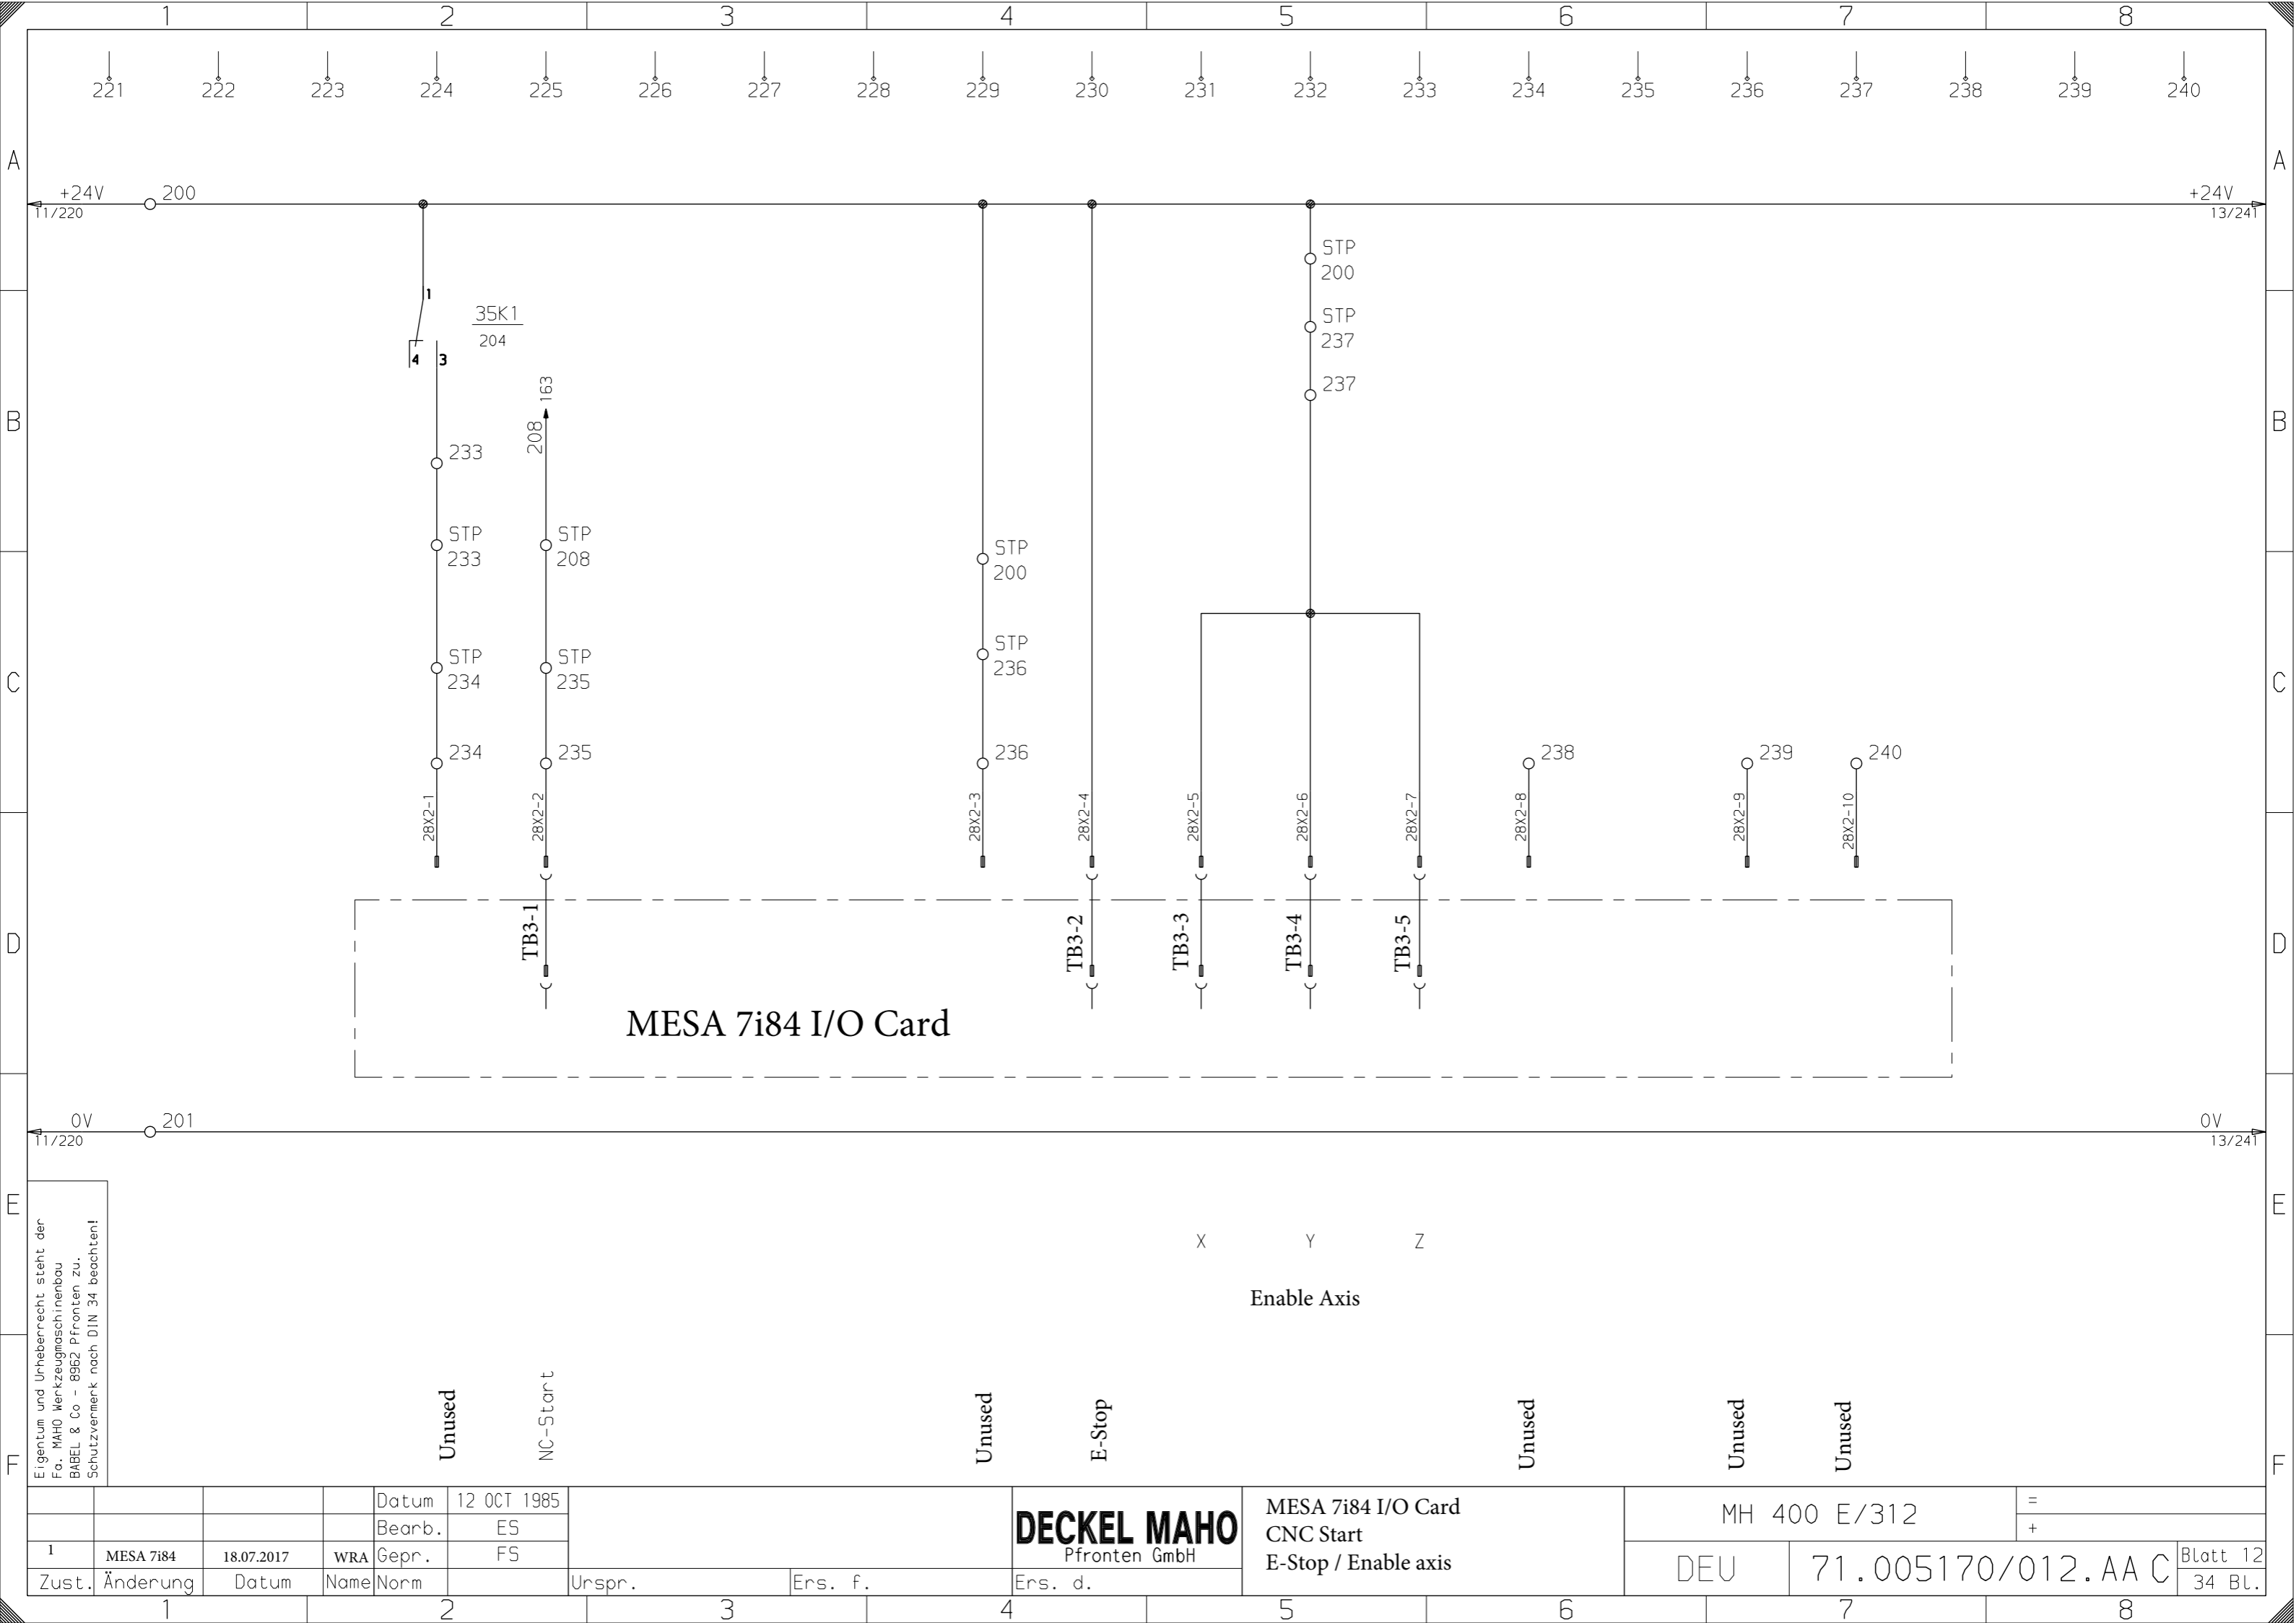 1 2 3 4 5 6 7 8
221 222 223 224 225 226 227 228 229 230 231 232 233 234 235 236 237 238 239 240
A A
+24V 200 +24V
11/220 13/241
STP
200
1
35K1
204
STP
237
4 3
163
237
B B
208
233
STP
233
STP
208
STP
200
STP
234
STP
235
STP
236
C C
234 235 236 238 239 240
28X2-1 28X2-2 28X2-3 28X2-4 28X2-5 28X2-6 28X2-7 28X2-8 28X2-9 28X2-10
TB3-1 TB3-2 TB3-3 TB3-4 TB3-5
D D
MESA 7i84 I/O Card
0V 201 0V
11/220 13/241
E E
X Y Z
Enable Axis
Eigentum und Urheberrecht steht der
Fa. MAHO Werkzeugmaschinenbau
BABEL & Co - 8962 Pfronten zu.
Schutzvermerk nach DIN 34 beachten!
Unused NC-Start Unused E-Stop Unused Unused Unused
F F
Datum 12 OCT 1985
Bearb. ES
1 MESA 7i84 18.07.2017 WRA Gepr. FS
Zust. Änderung Datum Name Norm Urspr. Ers. f. Ers. d.
DECKEL MAHO
Pfronten GmbH
MESA 7i84 I/O Card
CNC Start
E-Stop / Enable axis
MH 400 E/312
=
+
DEU 71.005170/012.AA C
Blatt 12
34 Bl.
1 2 3 4 5 6 7 8